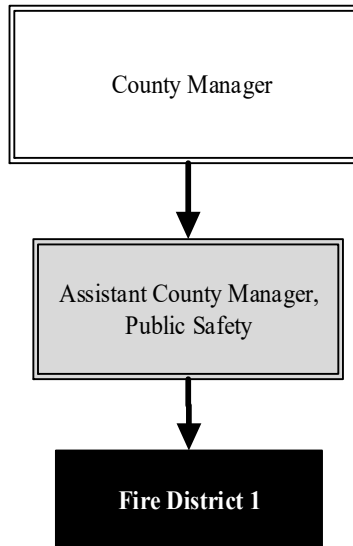 County Manager
Assistant County Manager,
Public Safety
Fire District 1